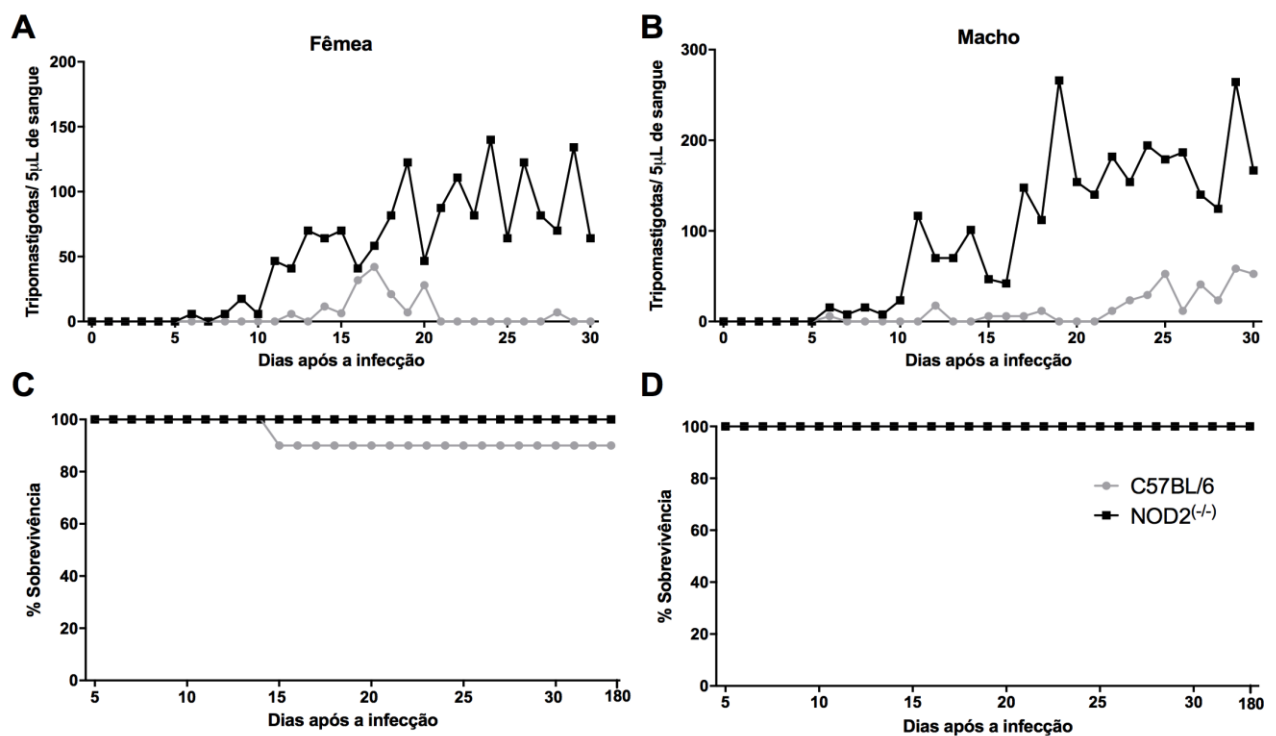 A
Fêmea
Tripomastigotas/ 5µL de sangue
200
150
100
50
0
0 5 10 15 20 25 30
Dias após a infecção
B
Macho
Tripomastigotas/ 5µL de sangue
300
200
100
0
0 5 10 15 20 25 30
Dias após a infecção
C
% Sobrevivência
100
80
60
40
20
0
5 10 15 20 25 30 180
Dias após a infecção
D
% Sobrevivência
100
80
60
40
20
0
5 10 15 20 25 30 180
Dias após a infecção
C57BL/6
NOD2(-/-)